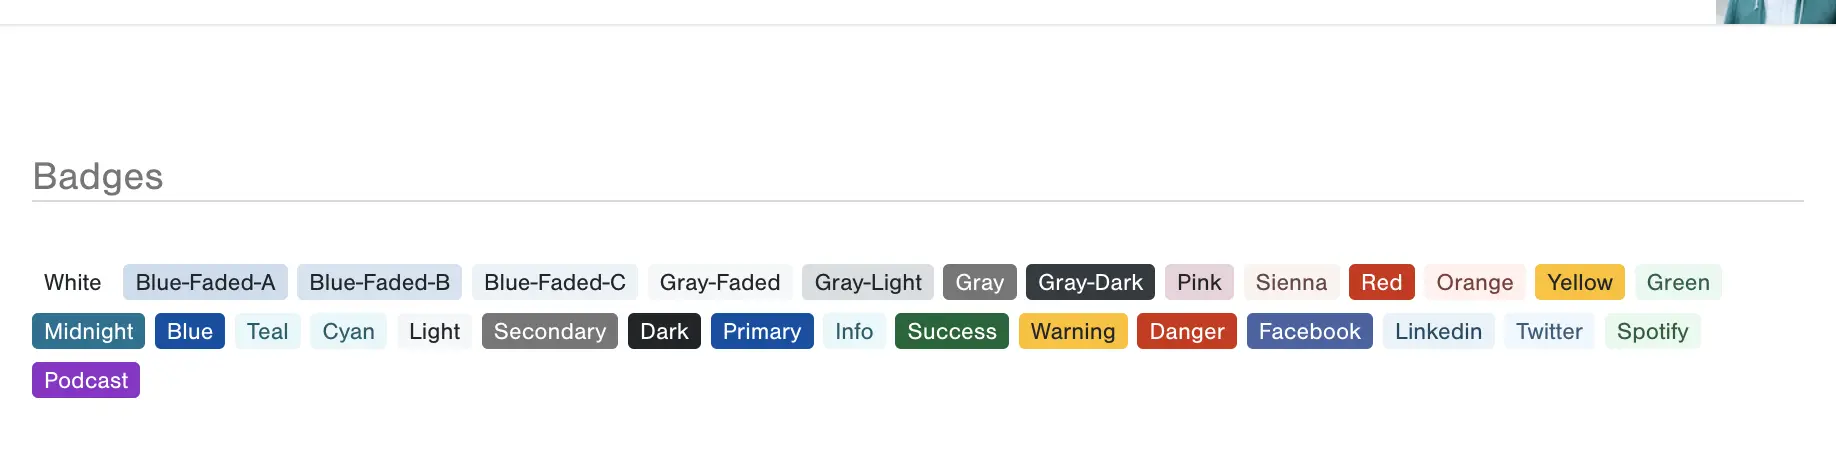 Badges
White Blue-Faded-A Blue-Faded-B Blue-Faded-C Gray-Faded Gray-Light Gray Gray-Dark Pink Sienna Red Orange Yellow Green
Midnight Blue Teal Cyan Light Secondary Dark Primary Info Success Warning Danger Facebook Linkedin Twitter Spotify
Podcast